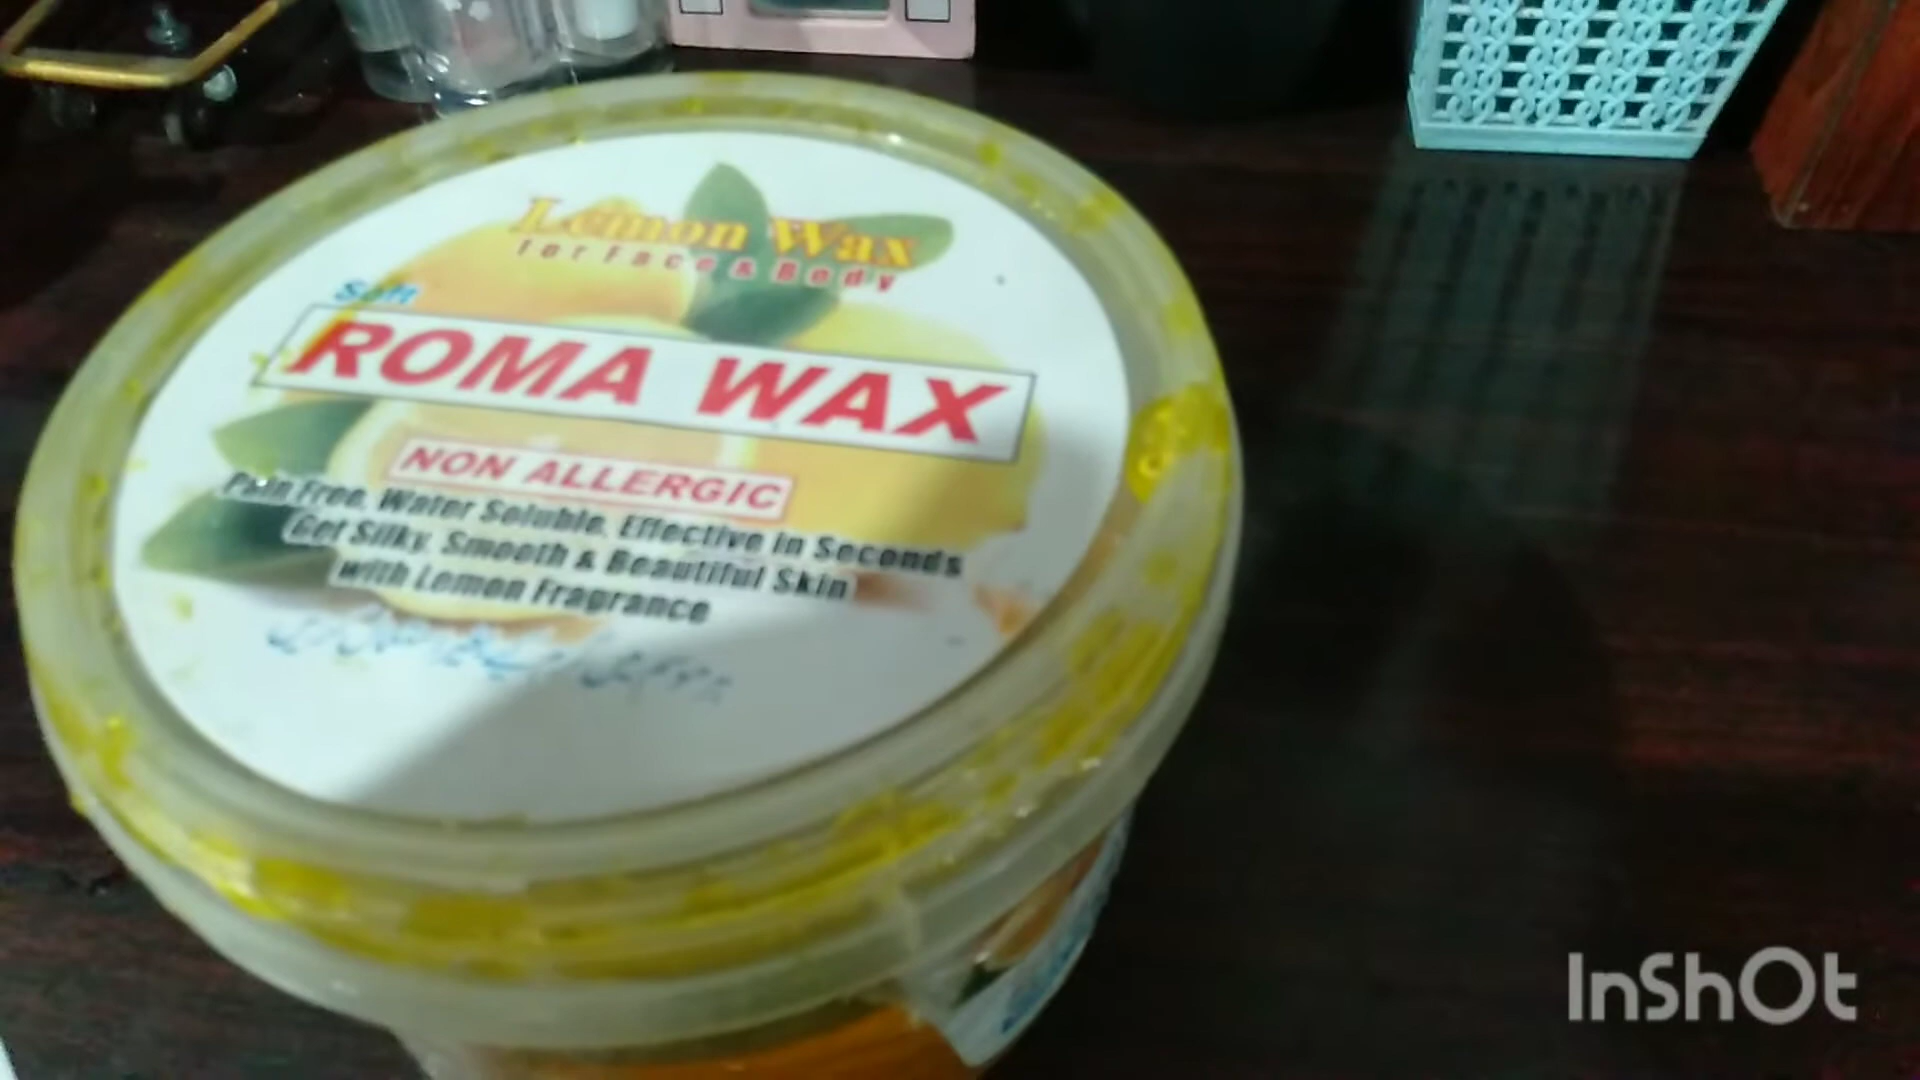 Lemon Wax
for Face & Body
Soft
ROMA WAX
NON ALLERGIC
Pain Free, Water Soluble, Effective in Seconds
Get Silky, Smooth & Beautiful Skin
with Lemon Fragrance
InShOt